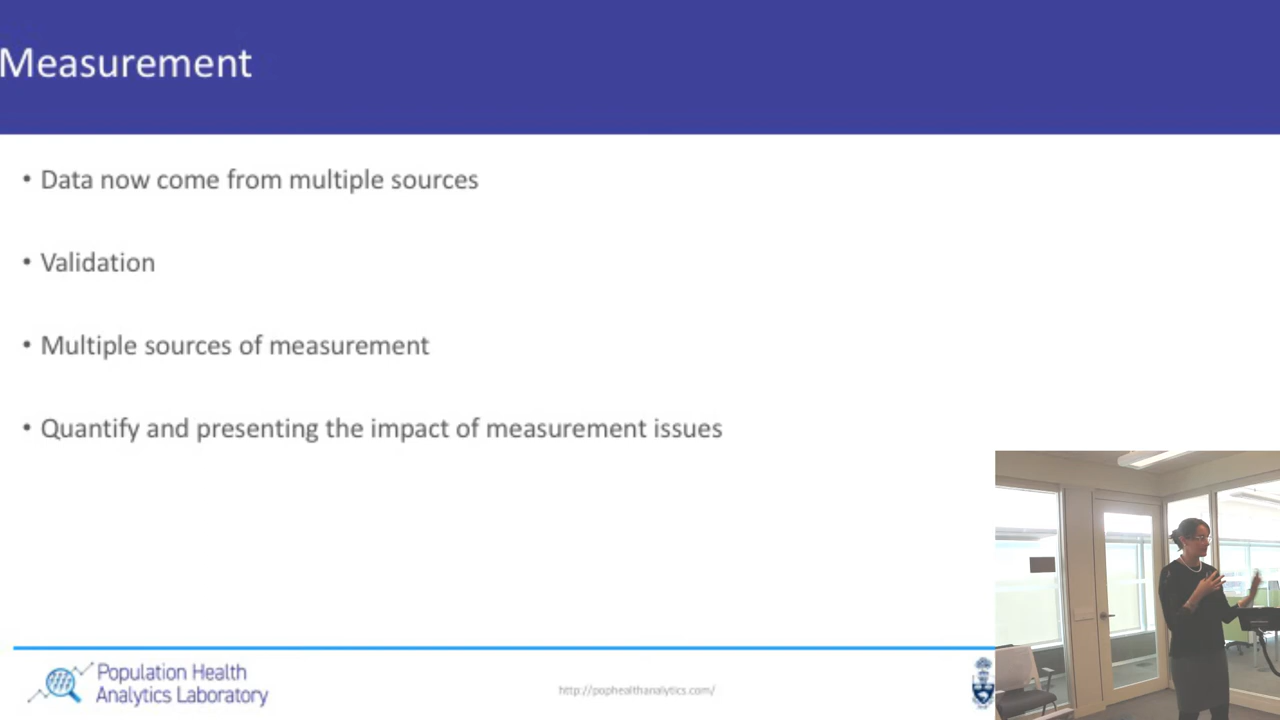 Measurement
• Data now come from multiple sources
• Validation
• Multiple sources of measurement
• Quantify and presenting the impact of measurement issues
Population Health
Analytics Laboratory
http://pophealthanalytics.com/